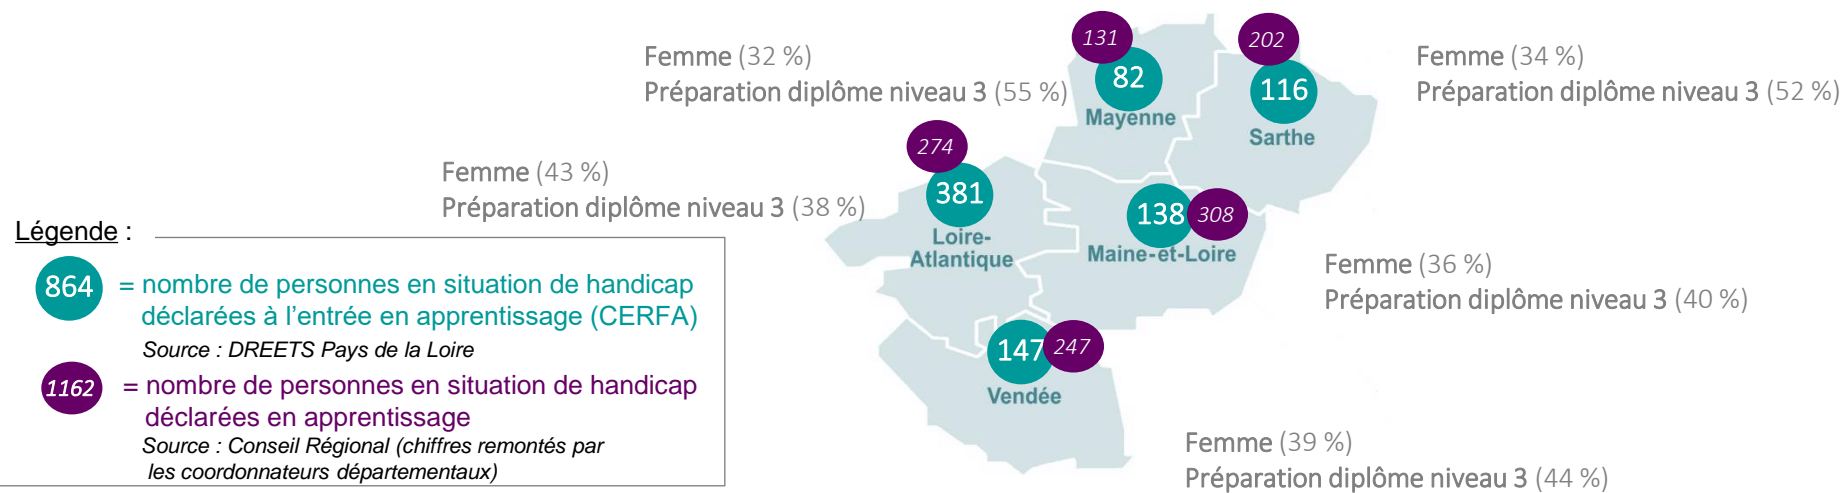 Femme (32 %)
Préparation diplôme niveau 3 (55 %)
131
82
Mayenne
202
116
Sarthe
Femme (34 %)
Préparation diplôme niveau 3 (52 %)
Femme (43 %)
Préparation diplôme niveau 3 (38 %)
274
381
Loire-
Atlantique
138
308
Maine-et-Loire
Femme (36 %)
Préparation diplôme niveau 3 (40 %)
147
247
Vendée
Femme (39 %)
Préparation diplôme niveau 3 (44 %)
Légende :
864 = nombre de personnes en situation de handicap
déclarées à l’entrée en apprentissage (CERFA)
Source : DREETS Pays de la Loire
1162 = nombre de personnes en situation de handicap
déclarées en apprentissage
Source : Conseil Régional (chiffres remontés par
les coordonnateurs départementaux)